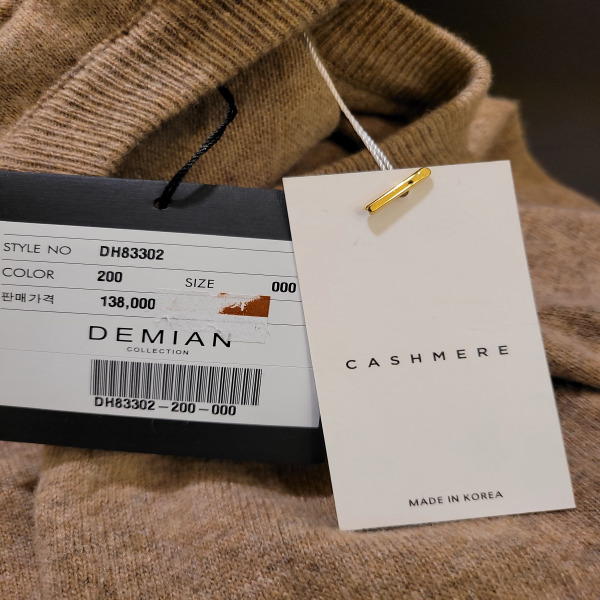 STYLE NO DH83302
COLOR 200 SIZE 000
판매가격 138,000
DEMIAN
COLLECTION
DH83302-200-000
CASHMERE
MADE IN KOREA